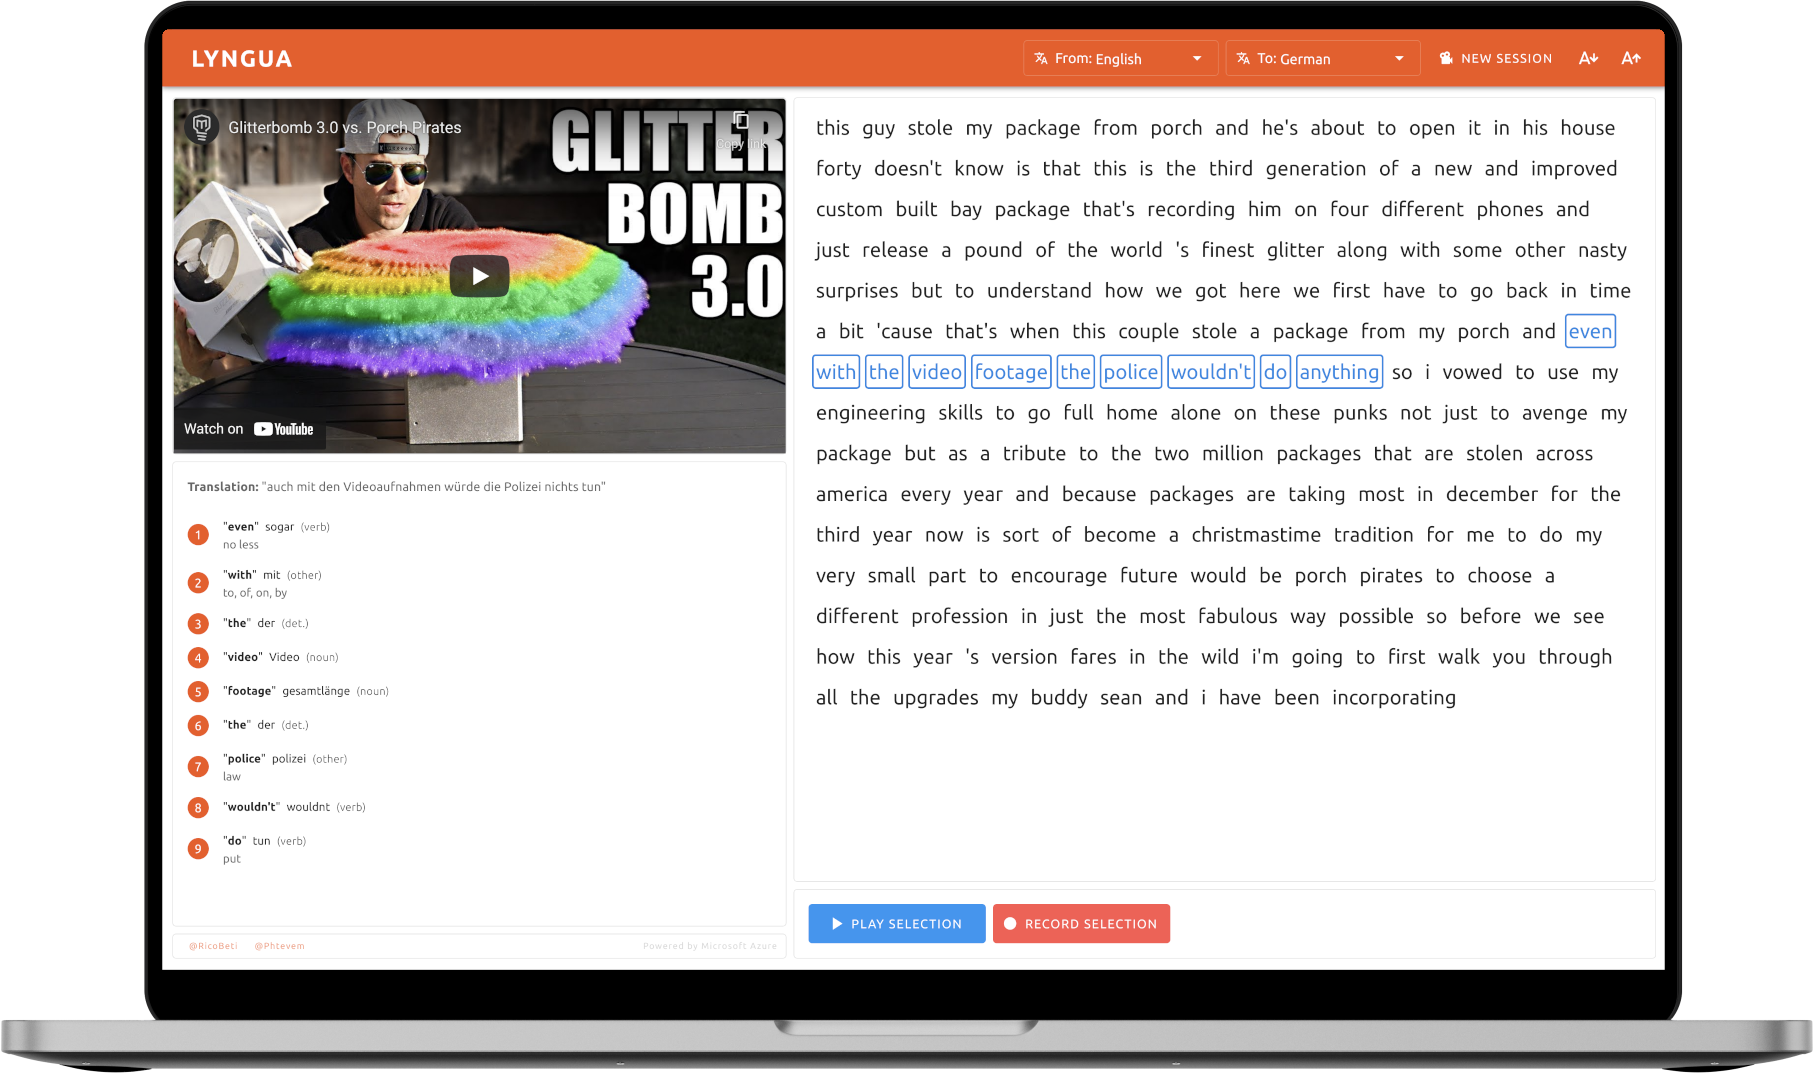 LYNGUA
From: English
To: German
NEW SESSION
A
A
Glitterbomb 3.0 vs. Porch Pirates
Copy link
GLITTER
BOMB
3.0
Watch on YouTube
Translation: "auch mit den Videoaufnahmen würde die Polizei nichts tun"
1 "even" sogar (verb)
no less
2 "with" mit (other)
to, of, on, by
3 "the" der (det.)
4 "video" Video (noun)
5 "footage" gesamtlänge (noun)
6 "the" der (det.)
7 "police" polizei (other)
law
8 "wouldn't" wouldnt (verb)
9 "do" tun (verb)
put
@RicoBeti @Phtevem Powered by Microsoft Azure
this guy stole my package from porch and he's about to open it in his house
forty doesn't know is that this is the third generation of a new and improved
custom built bay package that's recording him on four different phones and
just release a pound of the world 's finest glitter along with some other nasty
surprises but to understand how we got here we first have to go back in time
a bit 'cause that's when this couple stole a package from my porch and even
with the video footage the police wouldn't do anything so i vowed to use my
engineering skills to go full home alone on these punks not just to avenge my
package but as a tribute to the two million packages that are stolen across
america every year and because packages are taking most in december for the
third year now is sort of become a christmastime tradition for me to do my
very small part to encourage future would be porch pirates to choose a
different profession in just the most fabulous way possible so before we see
how this year 's version fares in the wild i'm going to first walk you through
all the upgrades my buddy sean and i have been incorporating
PLAY SELECTION
RECORD SELECTION